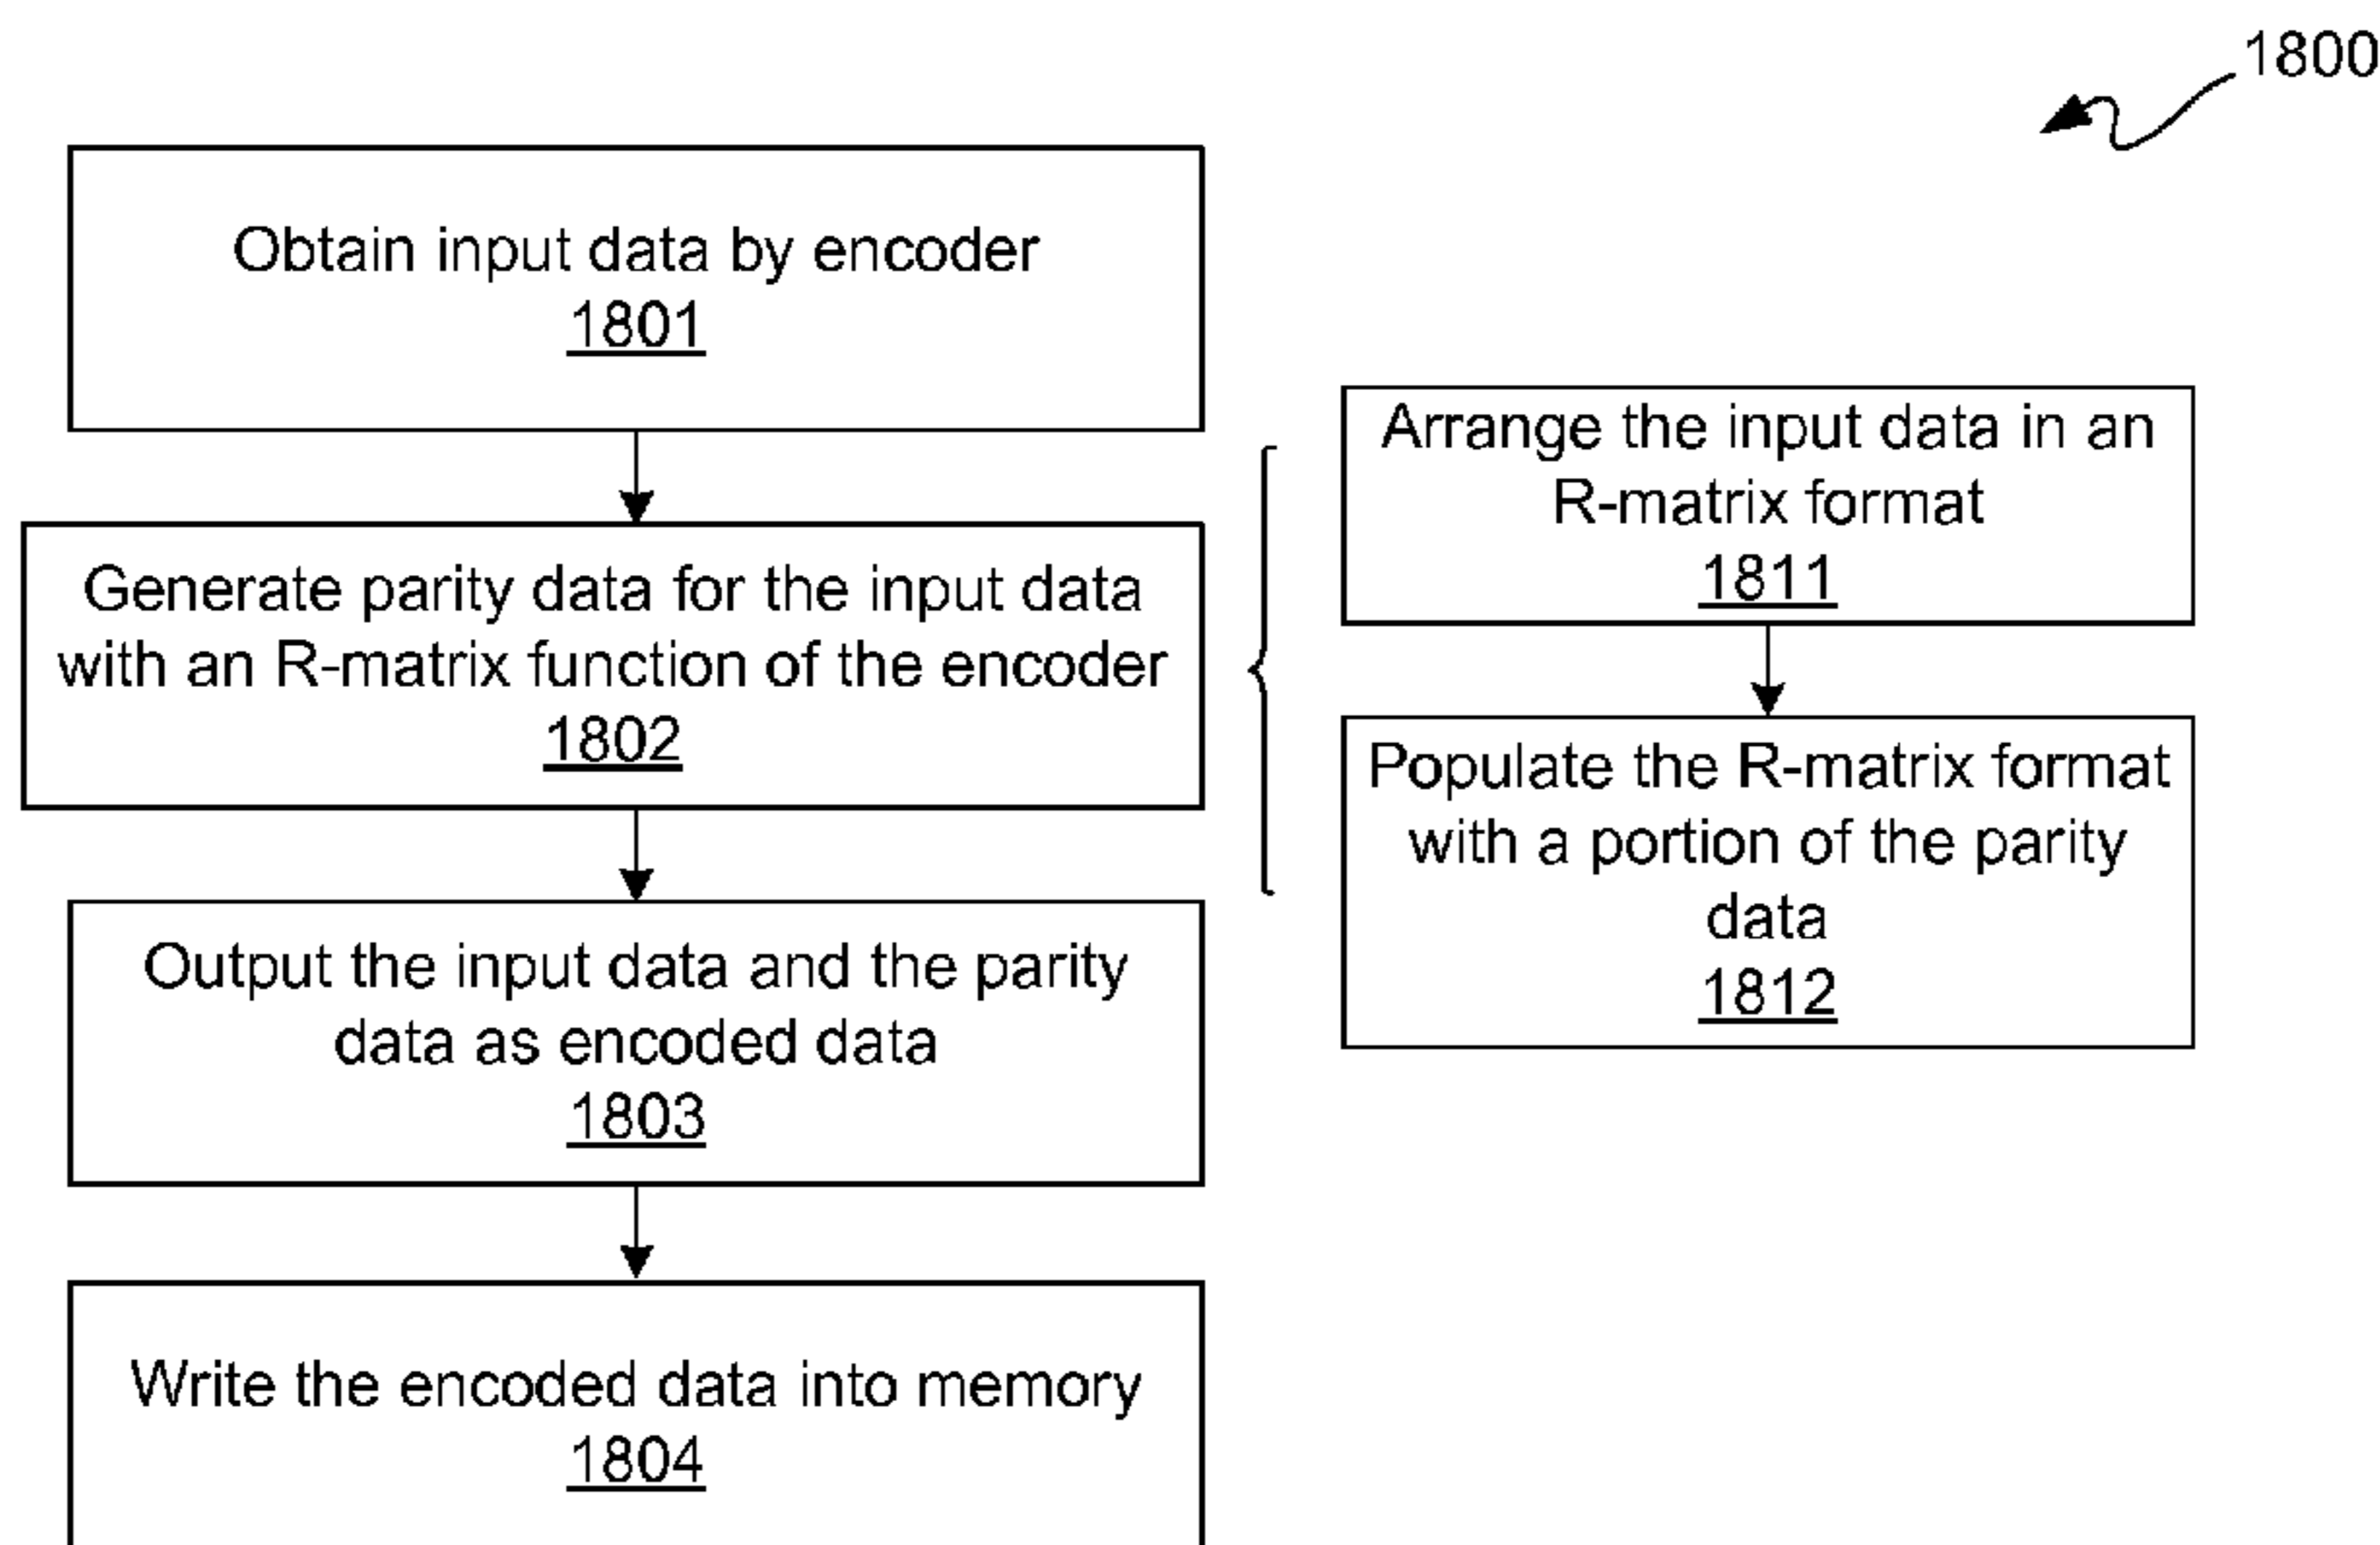 1800
Obtain input data by encoder
1801
Generate parity data for the input data
with an R-matrix function of the encoder
1802
Output the input data and the parity
data as encoded data
1803
Write the encoded data into memory
1804
Arrange the input data in an
R-matrix format
1811
Populate the R-matrix format
with a portion of the parity
data
1812